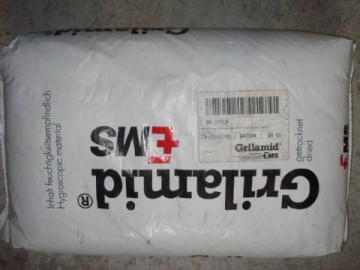 Grilamid®
EMS
Inhalt feuchtigkeitsempfindlich
Hygroscopic material
getrocknet
dried
Grilamid
EMS